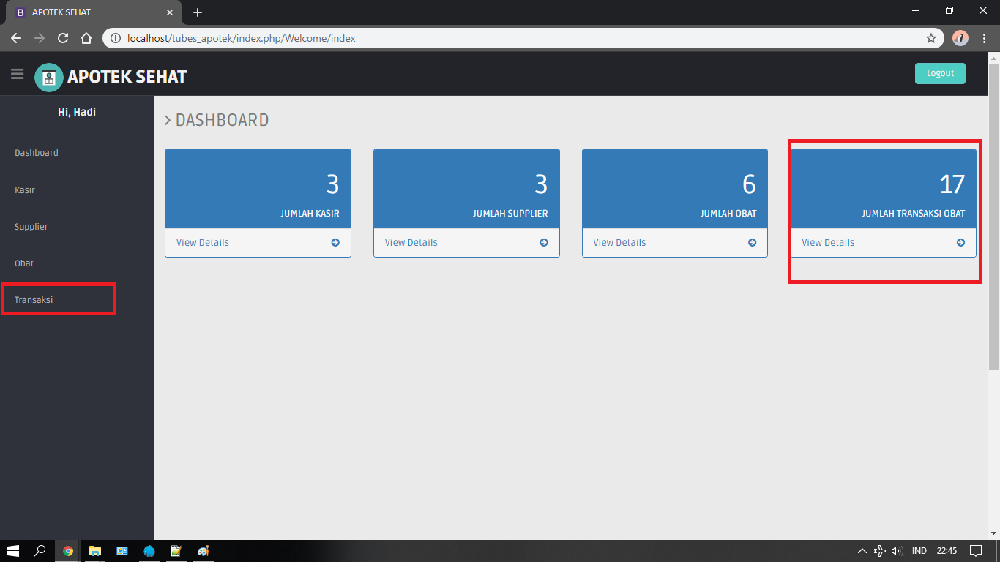 B APOTEK SEHAT
localhost/tubes_apotek/index.php/Welcome/index
APOTEK SEHAT
Logout
Hi, Hadi
Dashboard
Kasir
Supplier
Obat
Transaksi
DASHBOARD
3
JUMLAH KASIR
View Details
3
JUMLAH SUPPLIER
View Details
6
JUMLAH OBAT
View Details
17
JUMLAH TRANSAKSI OBAT
View Details
IND 22:45